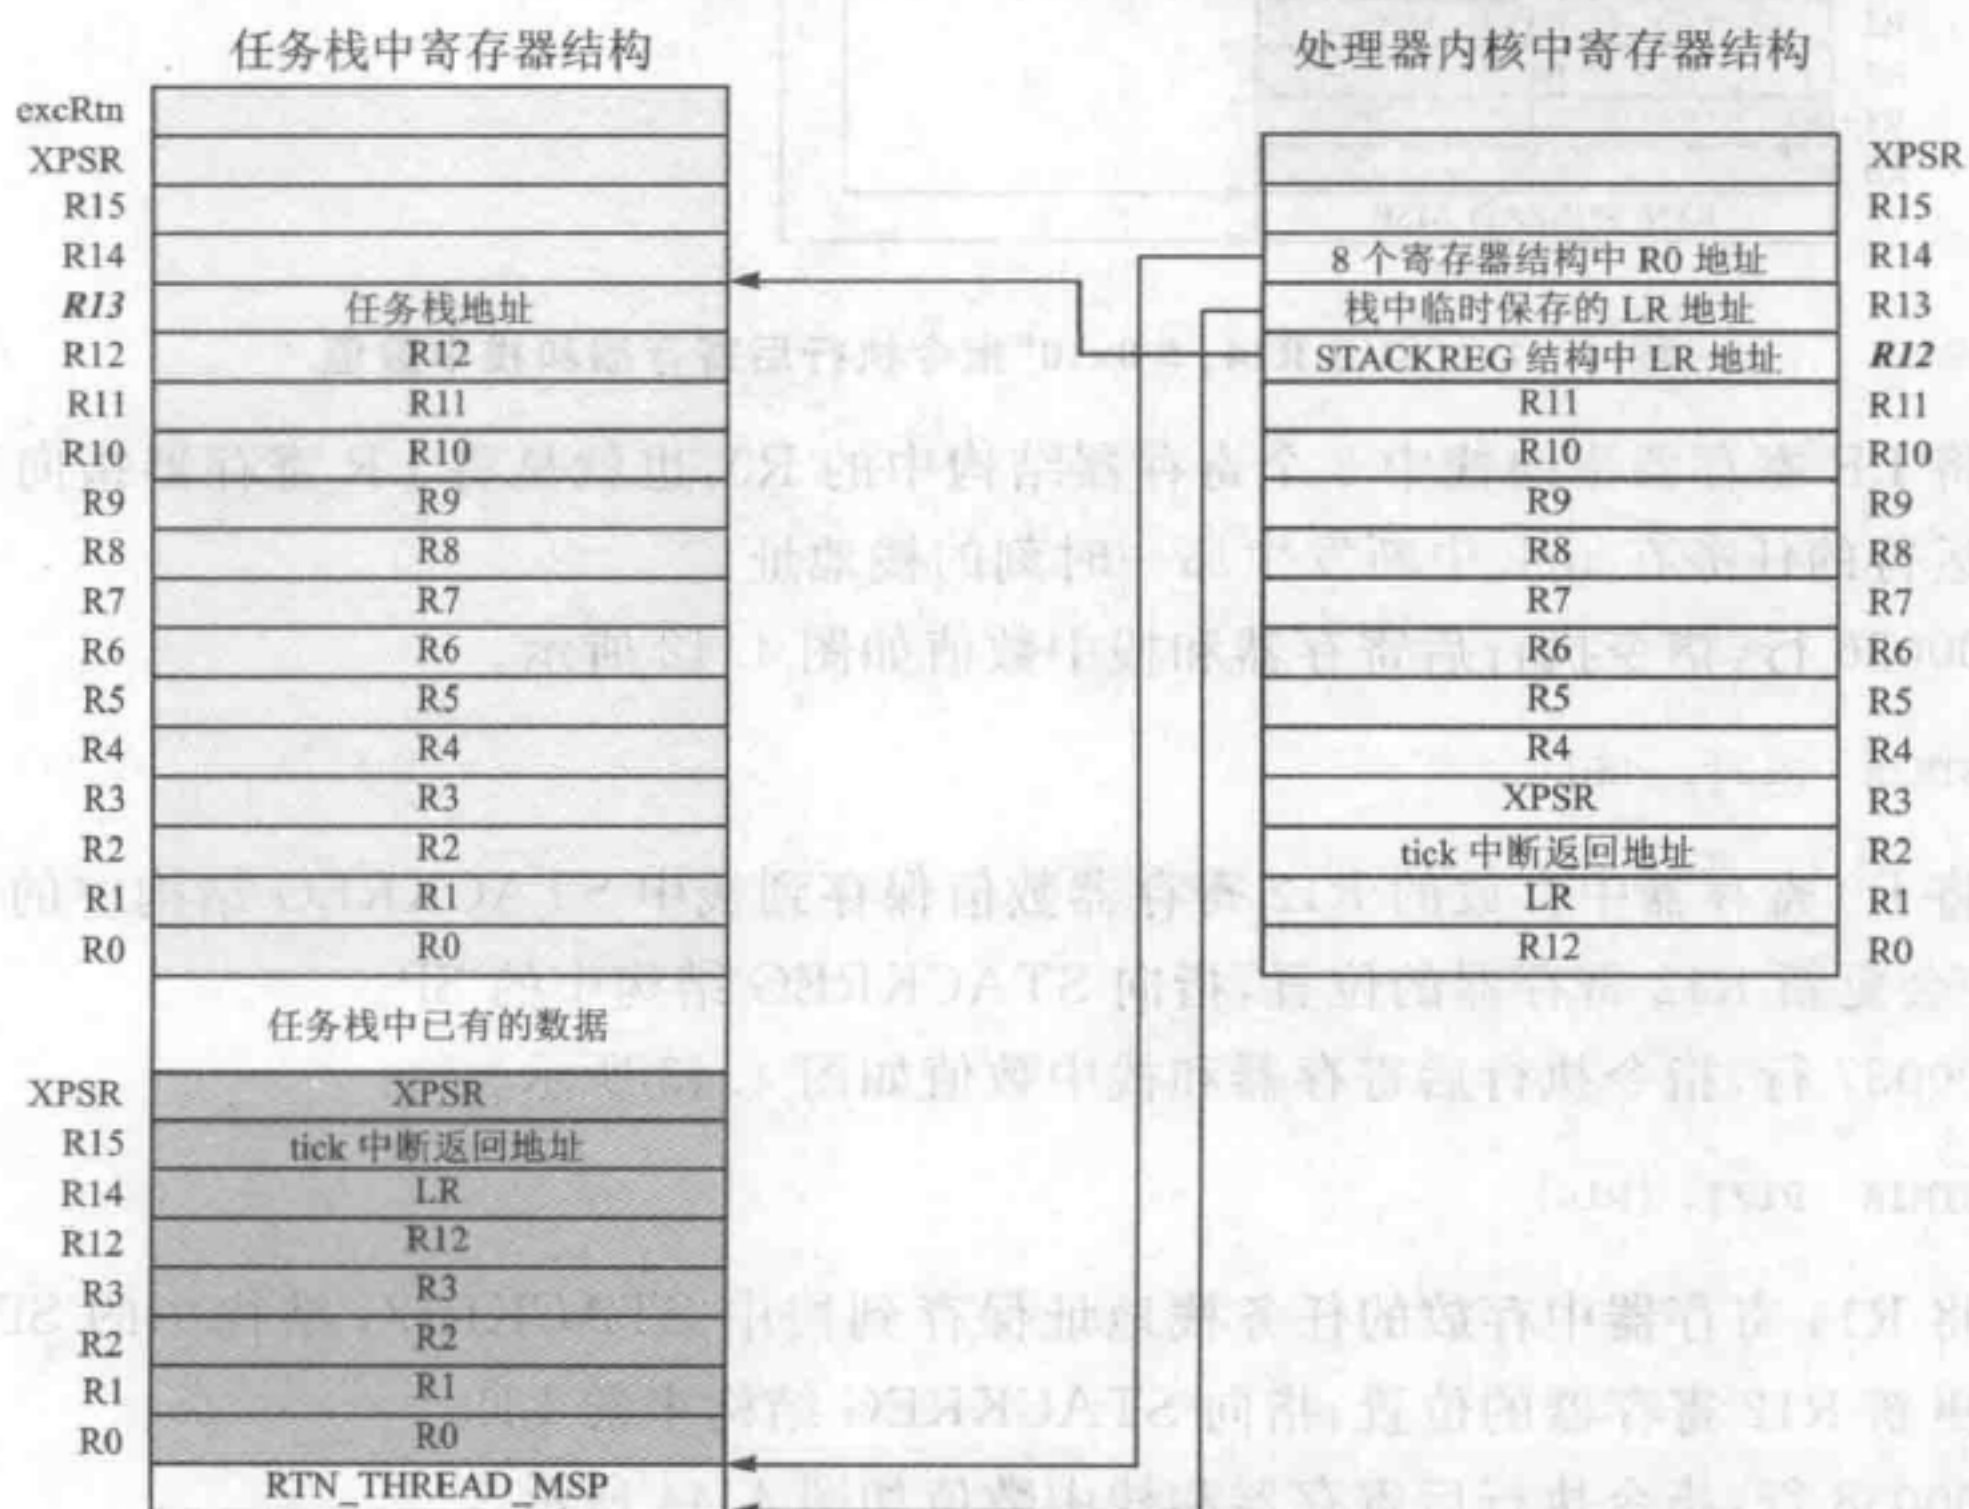 任务栈中寄存器结构
excRtn
XPSR
R15
R14
R13 任务栈地址
R12 R12
R11 R11
R10 R10
R9 R9
R8 R8
R7 R7
R6 R6
R5 R5
R4 R4
R3 R3
R2 R2
R1 R1
R0 R0
任务栈中已有的数据
XPSR XPSR
R15 tick 中断返回地址
R14 LR
R12 R12
R3 R3
R2 R2
R1 R1
R0 R0
RTN_THREAD_MSP
处理器内核中寄存器结构
XPSR
R15
8 个寄存器结构中 R0 地址 R14
栈中临时保存的 LR 地址 R13
STACKREG 结构中 LR 地址 R12
R11 R11
R10 R10
R9 R9
R8 R8
R7 R7
R6 R6
R5 R5
R4 R4
XPSR R3
tick 中断返回地址 R2
LR R1
R12 R0